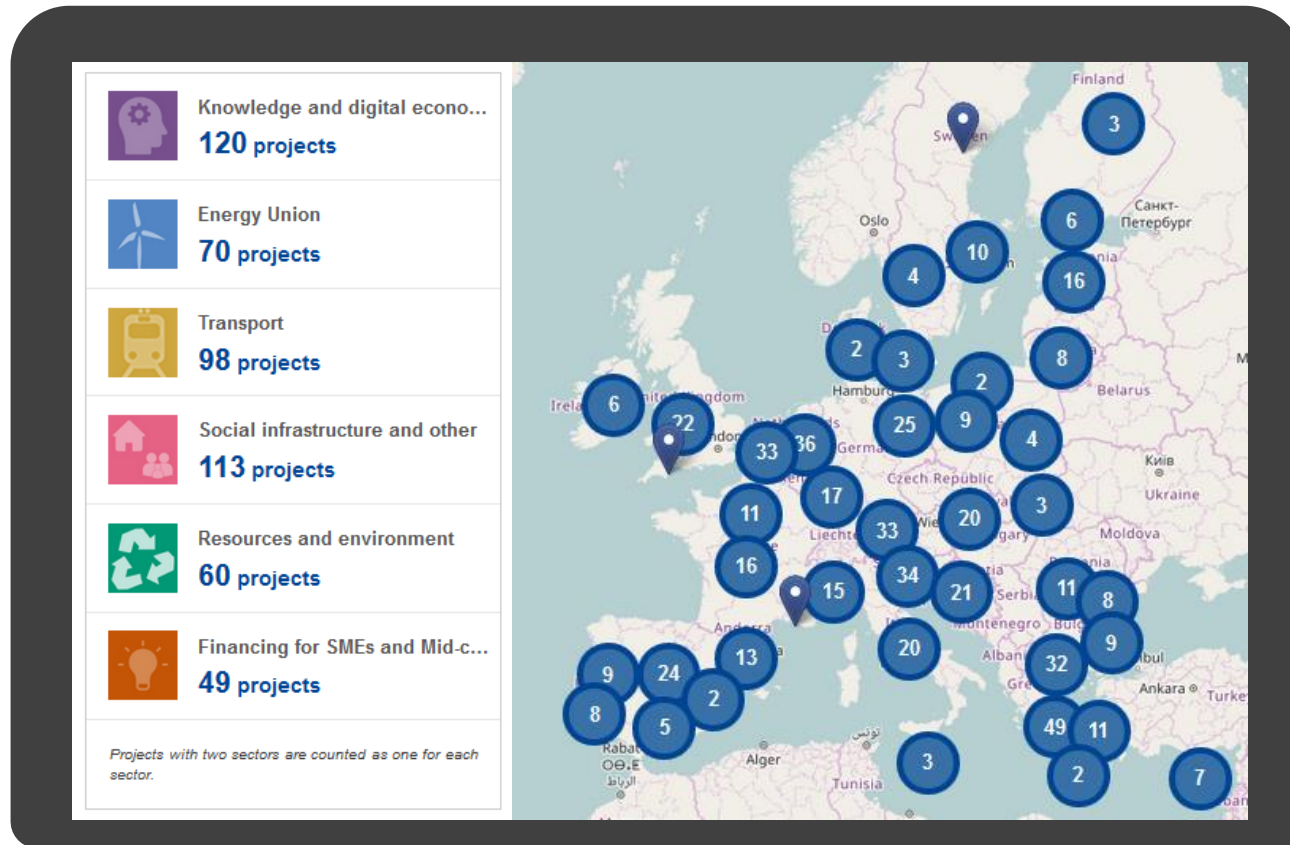 Knowledge and digital econo...
120 projects
Energy Union
70 projects
Transport
98 projects
Social infrastructure and other
113 projects
Resources and environment
60 projects
Financing for SMEs and Mid-c...
49 projects
Projects with two sectors are counted as one for each
sector.
Finland
3
Sweden
Санкт-
Петербург
6
Oslo
10
4
16
2
3
8
2
Hamburg
Belarus
6
22
9
25
4
36
33
Київ
Czech Republic
17
3
Ukraine
11
20
33
Moldova
16
34
15
21
11
8
Montenegro
9
20
13
32
9
24
Ankara
2
8
5
49
11
Rabat
ⵔⴱⴰⵟ
الرباط
Alger
تونس
3
Tunisia
2
7